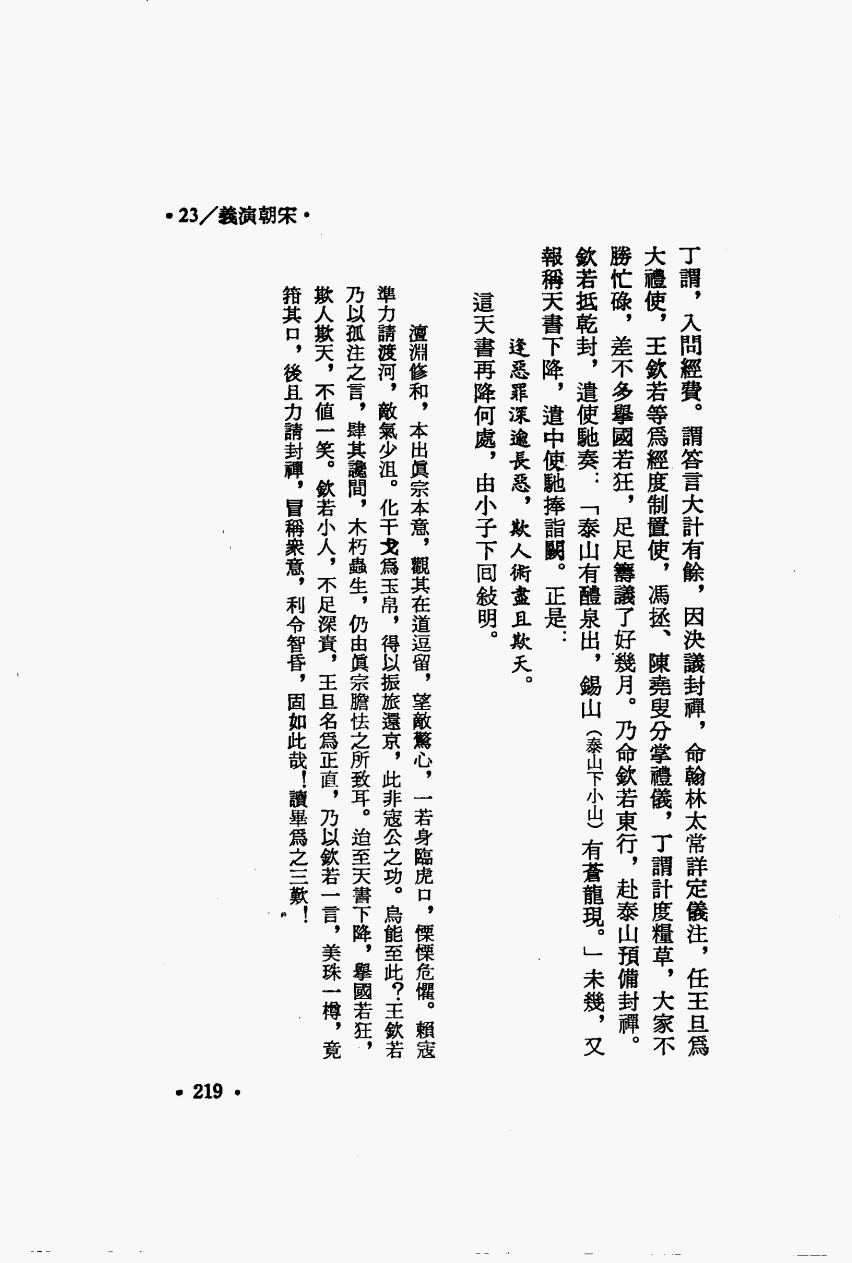 •23／義演朝宋•
丁謂，入問經費。謂答言大計有餘，因決議封禪，命翰林太常詳定儀注，任王旦爲
大禮使，王欽若等爲經度制置使，馮拯、陳堯叟分掌禮儀，丁謂計度糧草，大家不
勝忙碌，差不多擧國若狂，足足籌議了好幾月。乃命欽若東行，赴泰山預備封禪。
欽若抵乾封，遣使馳奏：「泰山有醴泉出，錫山（泰山下小山）有蒼龍現。」未幾，又
報稱天書下降，遣中使馳捧詣闕。正是：
逢惡罪深逾長惡，欺人術盡且欺天。
這天書再降何處，由小子下回敍明。
澶淵修和，本出眞宗本意，觀其在道逗留，望敵驚心，一若身臨虎口，慄慄危懼。賴寇
準力請渡河，敵氣少沮。化干戈爲玉帛，得以振旅還京，此非寇公之功。烏能至此？王欽若
乃以孤注之言，肆其讒間，木朽蟲生，仍由眞宗膽怯之所致耳。迨至天書下降，擧國若狂，
欺人欺天，不值一笑。欽若小人，不足深責，王旦名爲正直，乃以欽若一言，美珠一樽，竟
箝其口，後且力請封禪，冒稱衆意，利令智昏，固如此哉！讀畢爲之三歎！
•219•